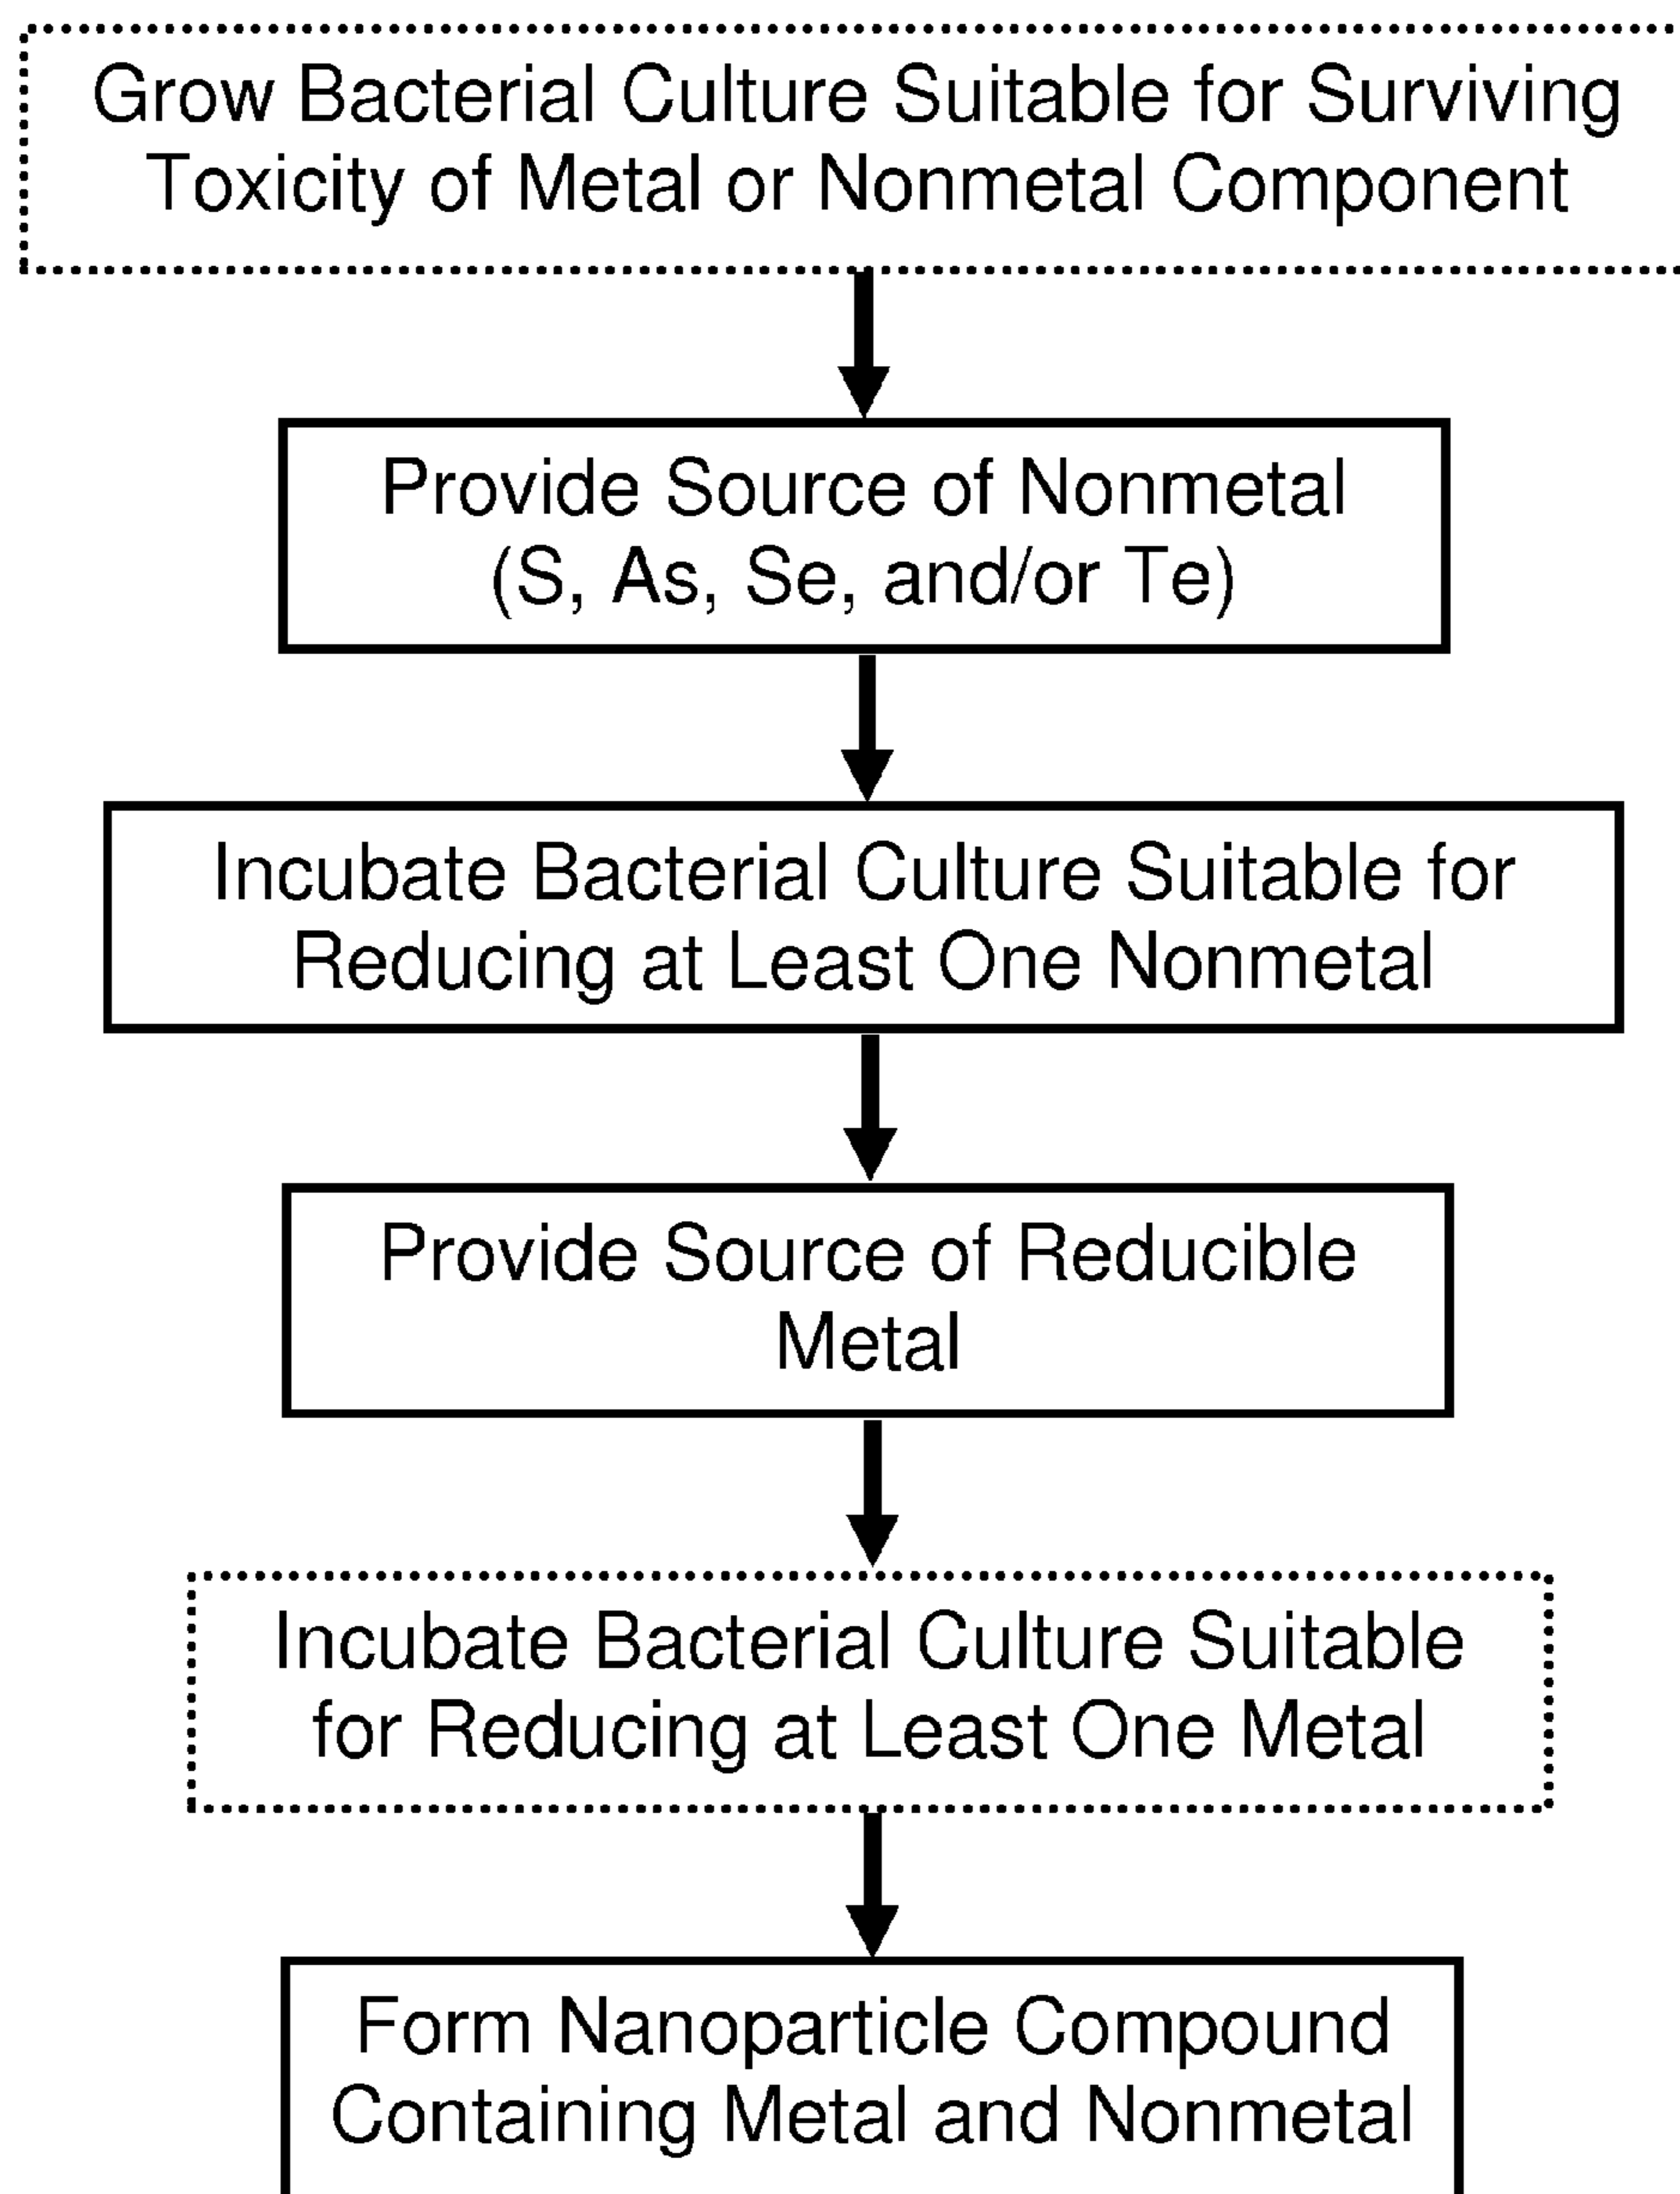 Grow Bacterial Culture Suitable for Surviving
Toxicity of Metal or Nonmetal Component
Provide Source of Nonmetal
(S, As, Se, and/or Te)
Incubate Bacterial Culture Suitable for
Reducing at Least One Nonmetal
Provide Source of Reducible
Metal
Incubate Bacterial Culture Suitable
for Reducing at Least One Metal
Form Nanoparticle Compound
Containing Metal and Nonmetal